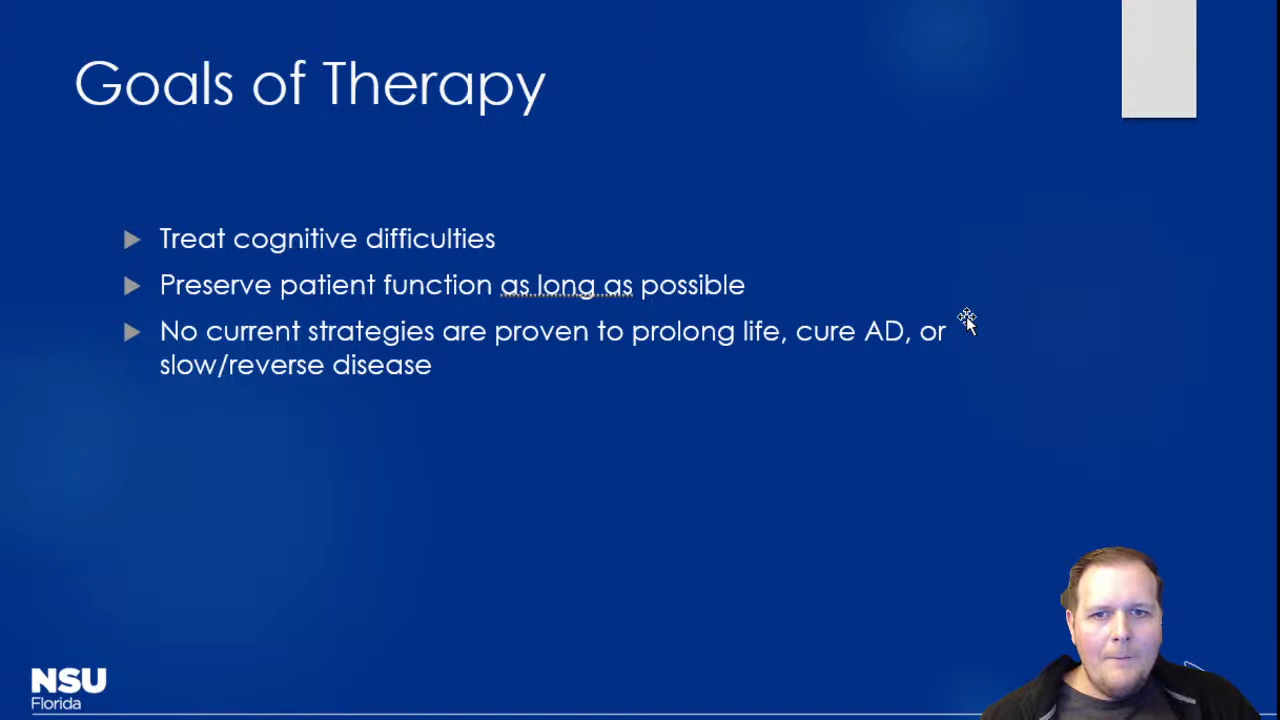 Goals of Therapy
Treat cognitive difficulties
Preserve patient function as long as possible
No current strategies are proven to prolong life, cure AD, or
slow/reverse disease
NSU
Florida